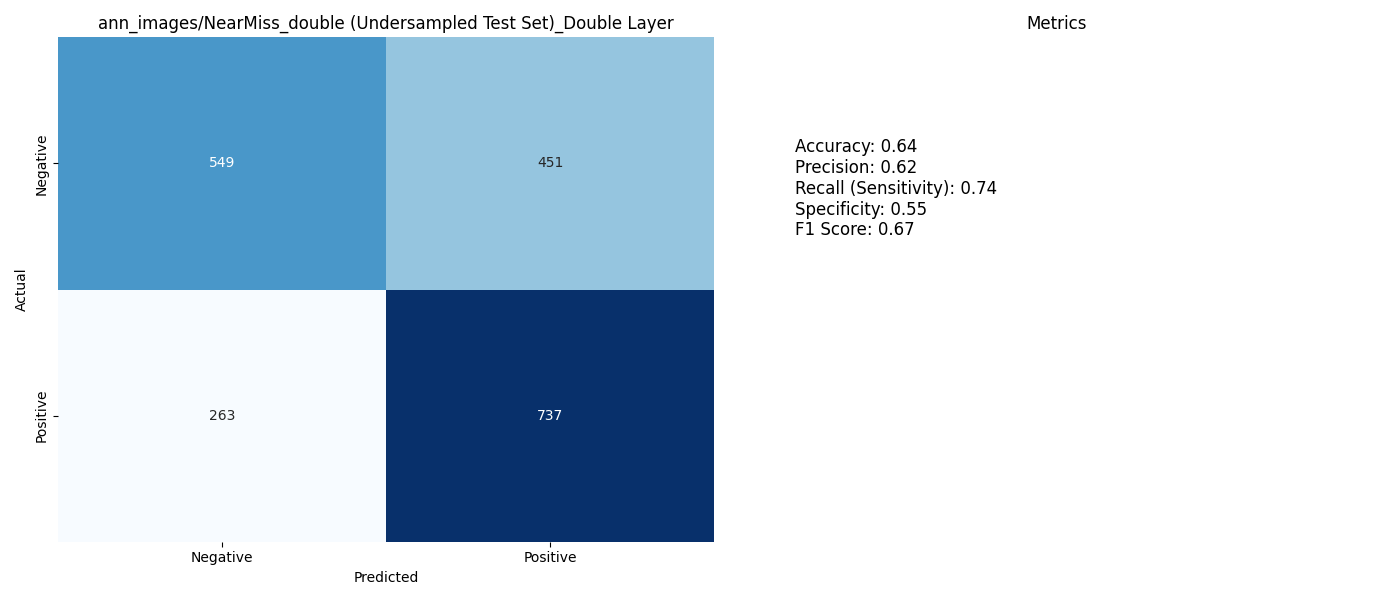 ann_images/NearMiss_double (Undersampled Test Set)_Double Layer
Negative
549
451
Actual
Positive
263
737
Negative
Positive
Predicted
Metrics
Accuracy: 0.64
Precision: 0.62
Recall (Sensitivity): 0.74
Specificity: 0.55
F1 Score: 0.67